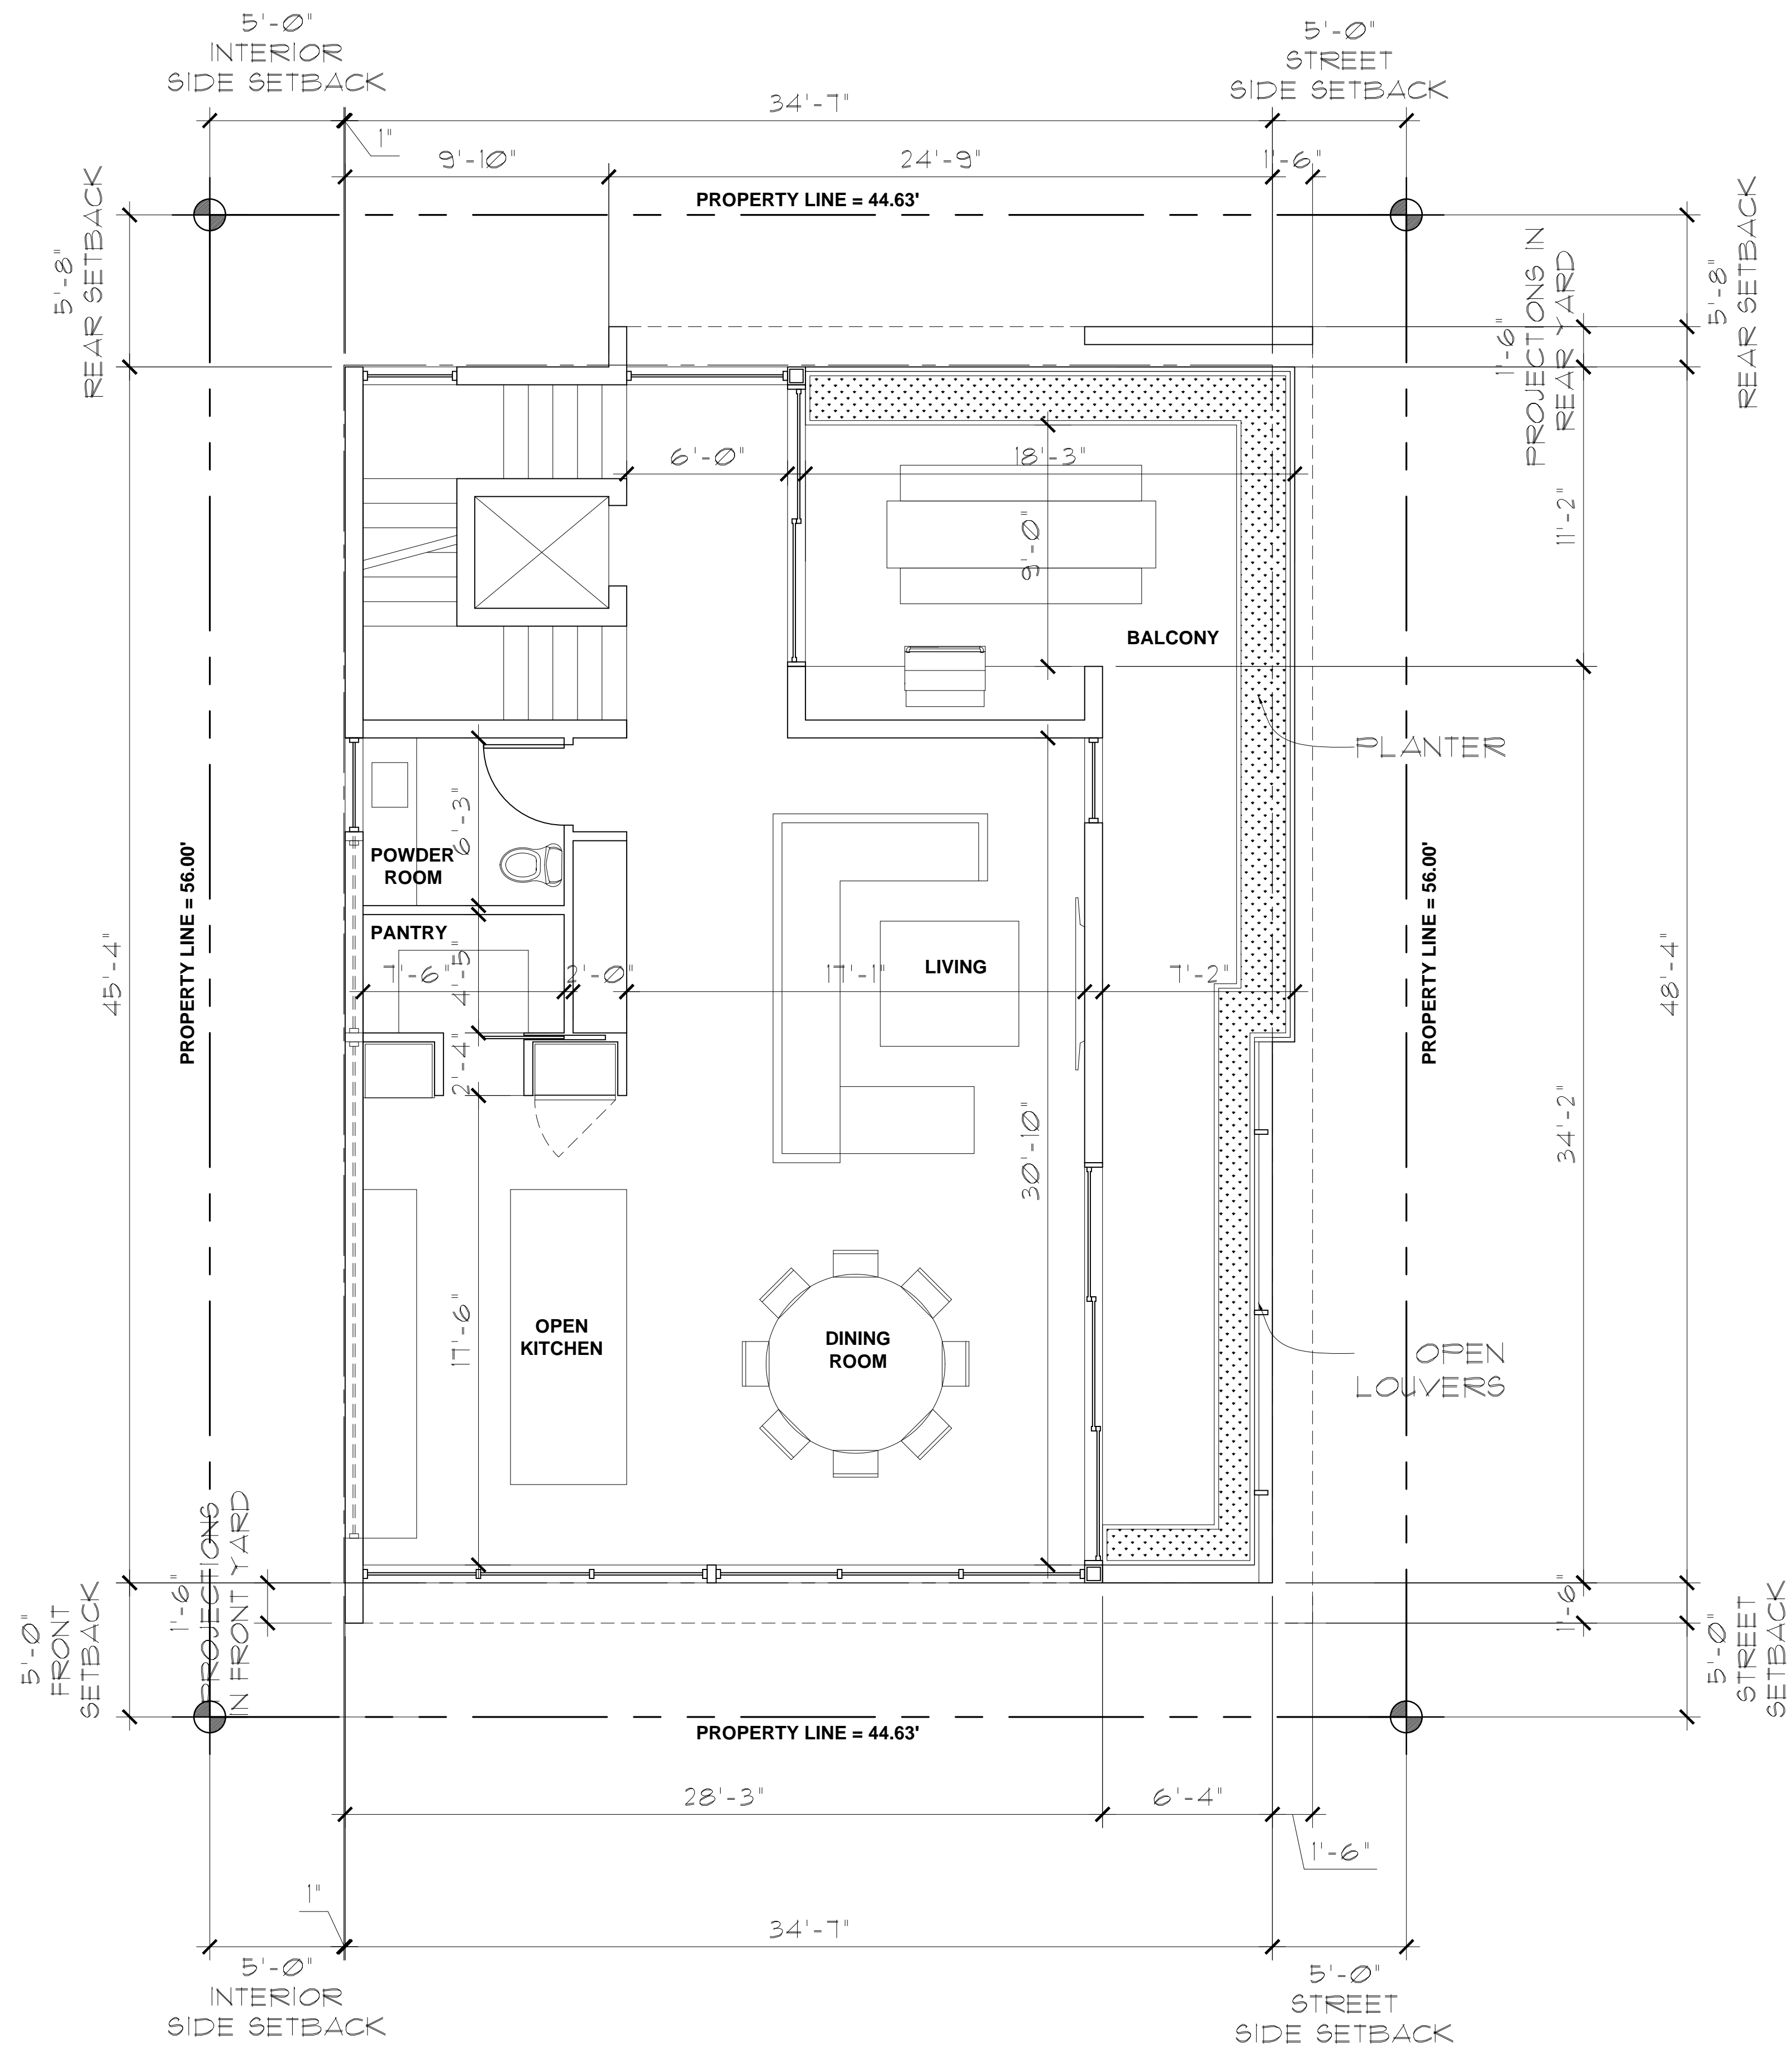 5'-0"
INTERIOR
SIDE SETBACK
5'-0"
STREET
SIDE SETBACK
34'-7"
1"
9'-10"
24'-9"
1'-6"
PROPERTY LINE = 44.63'
5'-8"
REAR SETBACK
PROJECTIONS IN
REAR YARD
1'-6"
5'-8"
REAR SETBACK
6'-0"
18'-3"
9'-0"
11'-2"
BALCONY
PLANTER
6'-3"
POWDER
ROOM
PROPERTY LINE = 56.00'
PROPERTY LINE = 56.00'
PANTRY
45'-4"
7'-6"
4'-5"
2'-0"
17'-1"
LIVING
7'-2"
48'-4"
2'-4"
30'-10"
34'-2"
17'-6"
OPEN
KITCHEN
DINING
ROOM
OPEN
LOUVERS
5'-0"
FRONT
SETBACK
1'-6"
PROJECTIONS
IN FRONT YARD
1'-6"
5'-0"
STREET
SETBACK
PROPERTY LINE = 44.63'
28'-3"
6'-4"
1'-6"
1"
34'-7"
5'-0"
INTERIOR
SIDE SETBACK
5'-0"
STREET
SIDE SETBACK